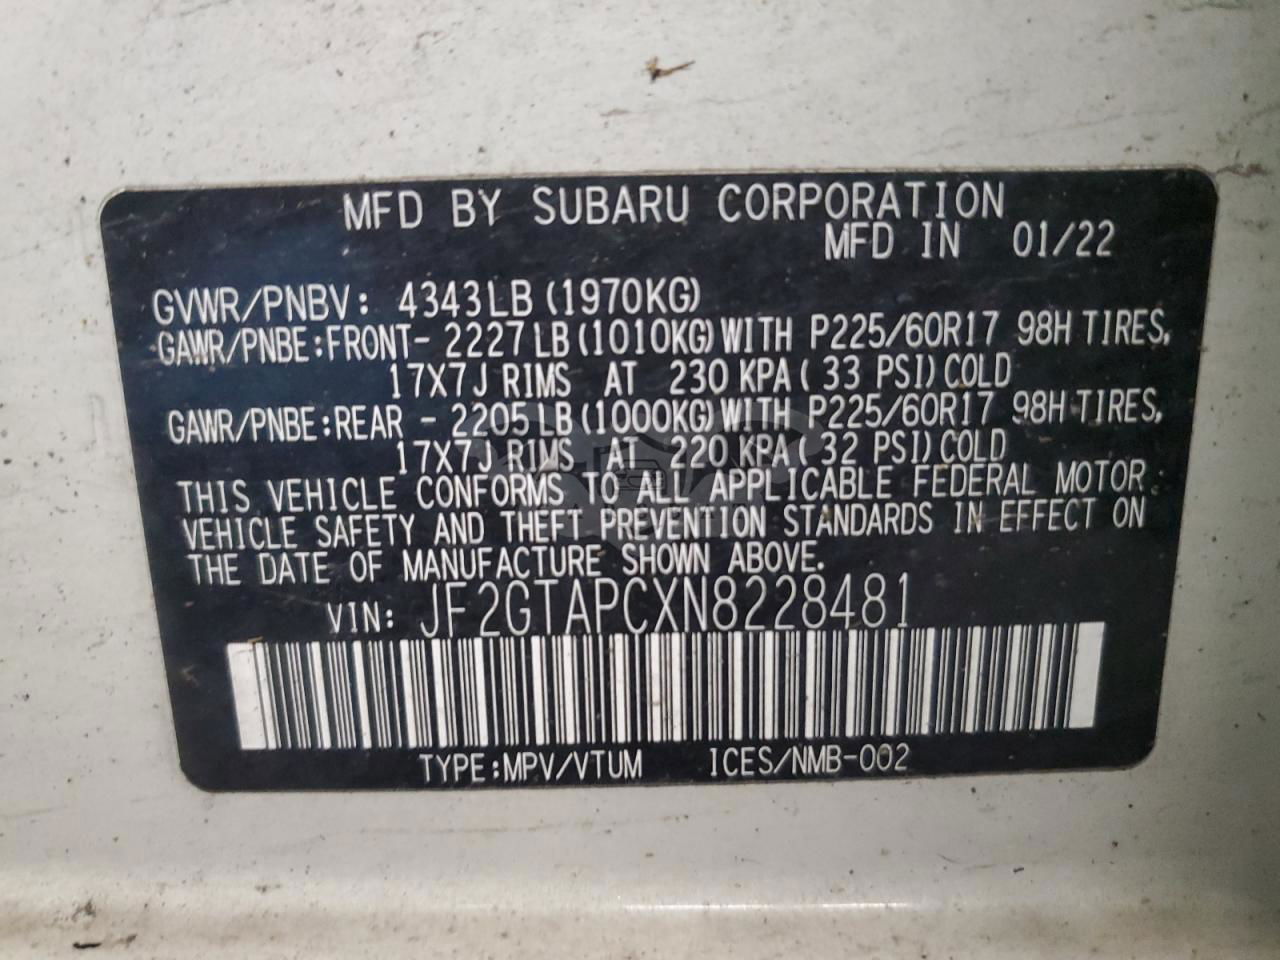 MFD BY SUBARU CORPORATION
MFD IN 01/22
GVWR/PNBV: 4343LB (1970KG)
GAWR/PNBE:FRONT- 2227LB (1010KG) WITH P225/60R17 98H TIRES,
17X7J RIMS AT 230 KPA ( 33 PSI) COLD
GAWR/PNBE:REAR - 2205LB (1000KG) WITH P225/60R17 98H TIRES,
17X7J RIMS AT 220 KPA ( 32 PSI) COLD
THIS VEHICLE CONFORMS TO ALL APPLICABLE FEDERAL MOTOR
VEHICLE SAFETY AND THEFT PREVENTION STANDARDS IN EFFECT ON
THE DATE OF MANUFACTURE SHOWN ABOVE.
VIN: JF2GTAPCXN8228481
TYPE:MPV/VTUM ICES/NMB-002